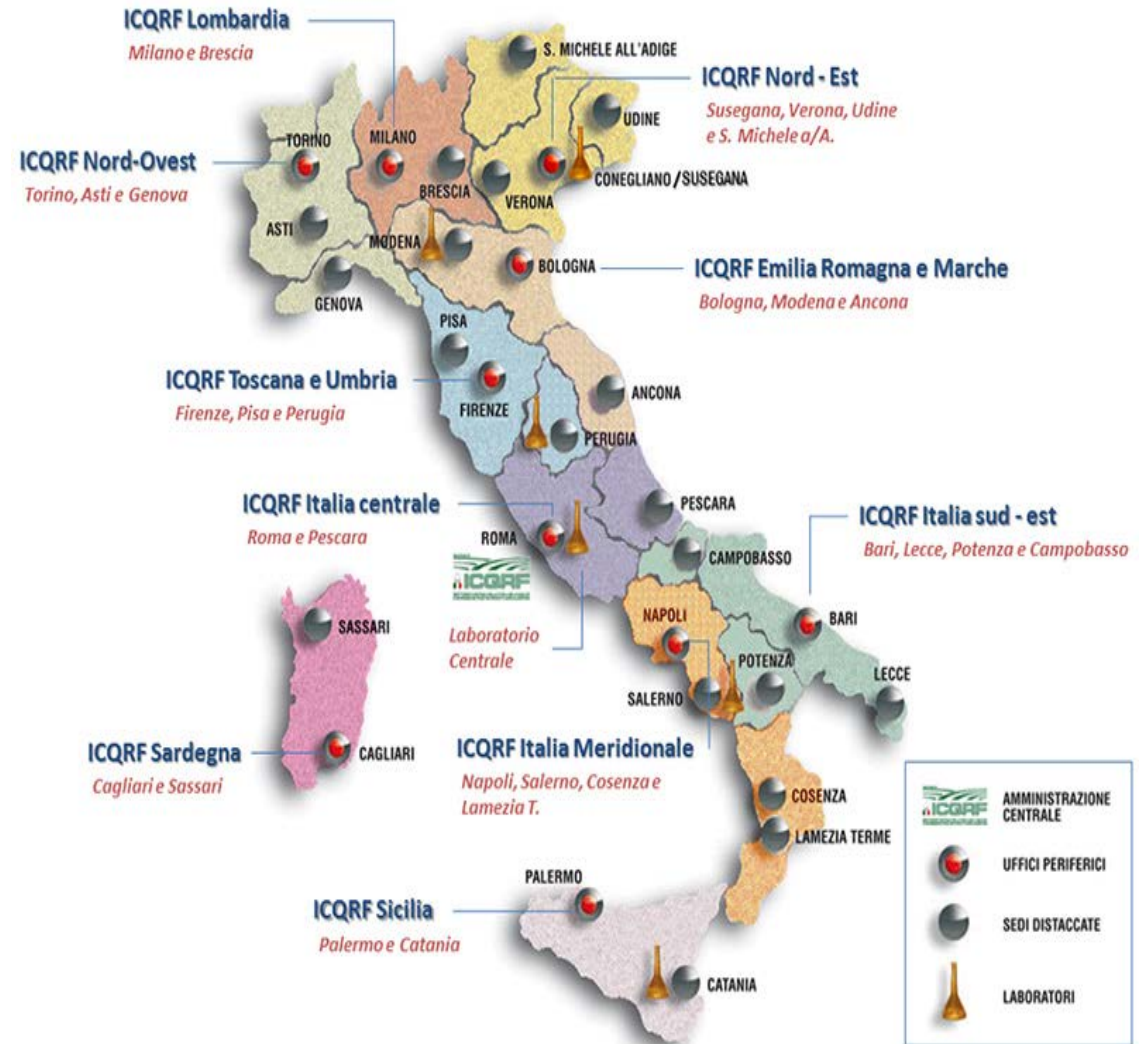 ICQRF Lombardia
Milano e Brescia
S. MICHELE ALL'ADIGE
ICQRF Nord - Est
Susegana, Verona, Udine
e S. Michele a/A.
UDINE
TORINO
MILANO
ICQRF Nord-Ovest
Torino, Asti e Genova
BRESCIA
VERONA
CONEGLIANO/SUSEGANA
ASTI
MODENA
BOLOGNA
ICQRF Emilia Romagna e Marche
Bologna, Modena e Ancona
GENOVA
PISA
ICQRF Toscana e Umbria
Firenze, Pisa e Perugia
FIRENZE
ANCONA
PERUGIA
ICQRF Italia centrale
Roma e Pescara
PESCARA
ROMA
ICQRF Italia sud - est
Bari, Lecce, Potenza e Campobasso
CAMPOBASSO
ICQRF
Laboratorio
Centrale
NAPOLI
BARI
SASSARI
POTENZA
LECCE
SALERNO
ICQRF Sardegna
Cagliari e Sassari
CAGLIARI
ICQRF Italia Meridionale
Napoli, Salerno, Cosenza e
Lamezia T.
COSENZA
LAMEZIA TERME
PALERMO
ICQRF Sicilia
Palermo e Catania
CATANIA
ICQRF
AMMINISTRAZIONE
CENTRALE
UFFICI PERIFERICI
SEDI DISTACCATE
LABORATORI